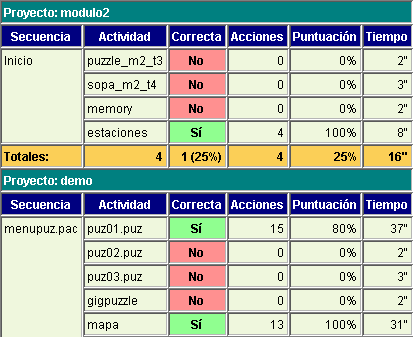 Proyecto: modulo2
Secuencia Actividad Correcta Acciones Puntuación Tiempo
Inicio puzzle_m2_t3 No 0 0% 2"
sopa_m2_t4 No 0 0% 3"
memory No 0 0% 2"
estaciones Sí 4 100% 8"
Totales: 4 1 (25%) 4 25% 16"
Proyecto: demo
Secuencia Actividad Correcta Acciones Puntuación Tiempo
menupuz.pac puz01.puz Sí 15 80% 37"
puz02.puz No 0 0% 2"
puz03.puz No 0 0% 3"
gigpuzzle No 0 0% 2"
mapa Sí 13 100% 31"